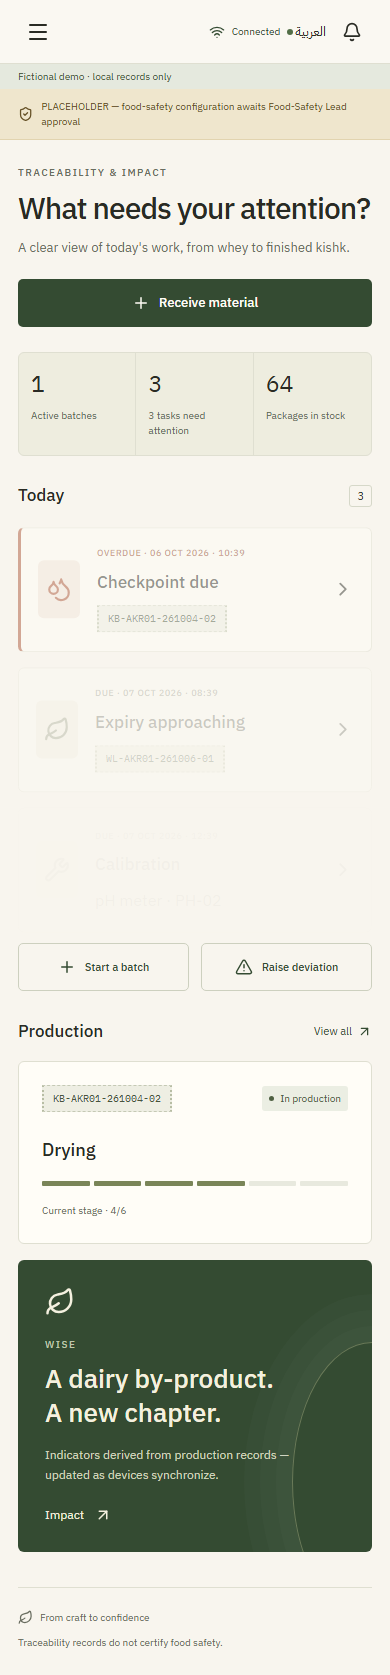 Connected
العربية
Fictional demo · local records only
PLACEHOLDER — food-safety configuration awaits Food-Safety Lead
approval
TRACEABILITY & IMPACT
What needs your attention?
A clear view of today's work, from whey to finished kishk.
Receive material
1
Active batches
3
3 tasks need
attention
64
Packages in stock
Today
3
OVERDUE · 06 OCT 2026 · 10:39
Checkpoint due
KB-AKR01-261004-02
DUE · 07 OCT 2026 · 08:39
Expiry approaching
WL-AKR01-261006-01
Calibration
pH meter · PH-02
Start a batch
Raise deviation
Production
View all
KB-AKR01-261004-02
In production
Drying
Current stage · 4/6
WISE
A dairy by-product.
A new chapter.
Indicators derived from production records —
updated as devices synchronize.
Impact
From craft to confidence
Traceability records do not certify food safety.